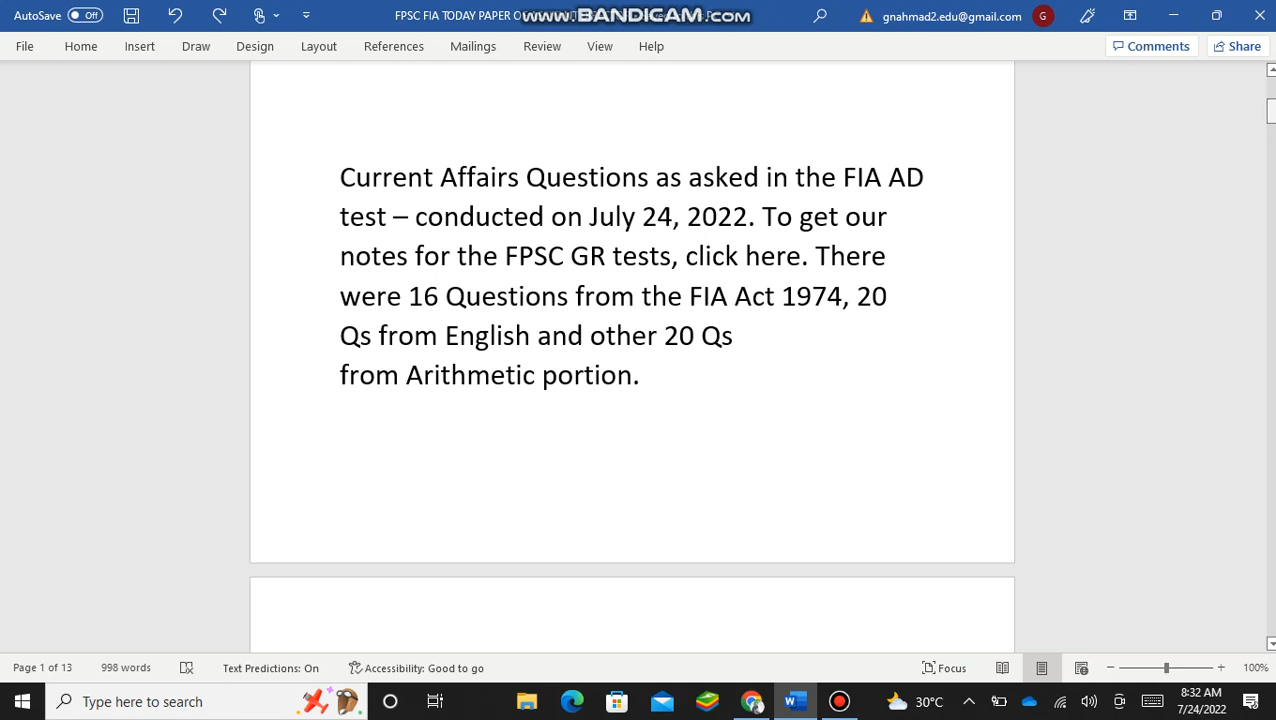 AutoSave Off
FPSC FIA TODAY PAPER O
www.BANDICAM.com
gnahmad2.edu@gmail.com
G
File Home Insert Draw Design Layout References Mailings Review View Help
Comments Share
Current Affairs Questions as asked in the FIA AD
test – conducted on July 24, 2022. To get our
notes for the FPSC GR tests, click here. There
were 16 Questions from the FIA Act 1974, 20
Qs from English and other 20 Qs
from Arithmetic portion.
Page 1 of 13 998 words Text Predictions: On Accessibility: Good to go Focus 100%
Type here to search 30°C 8:32 AM
7/24/2022